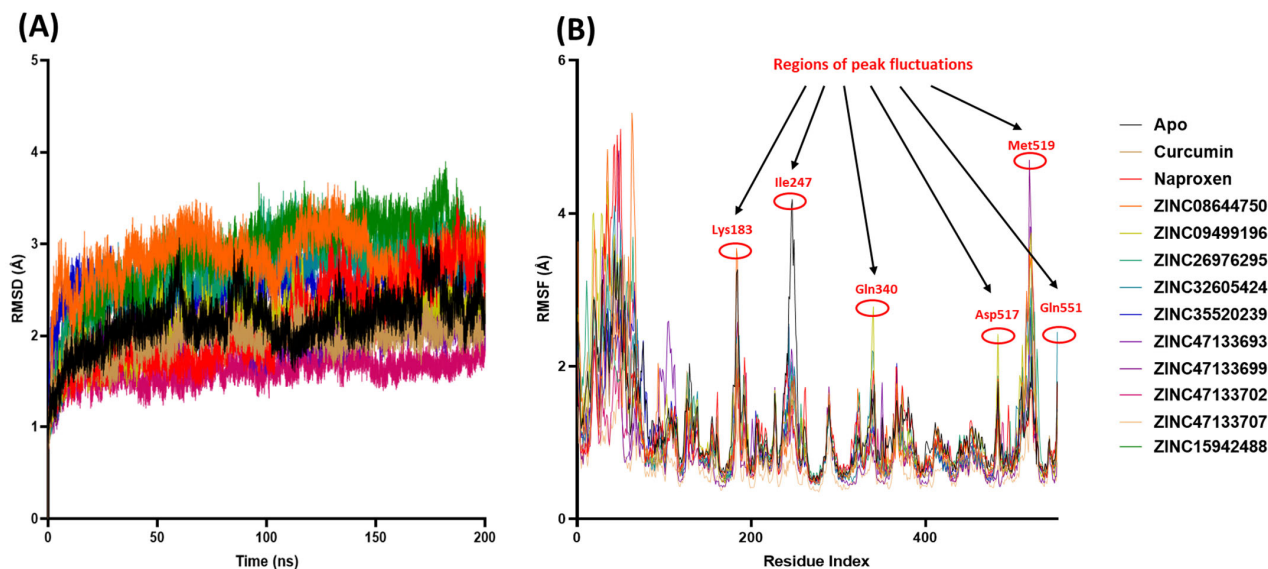 (A)
5
4
3
2
1
0
RMSD (Å)
0 50 100 150 200
Time (ns)
(B)
6
4
2
0
RMSF (Å)
Regions of peak fluctuations
Lys183
Ile247
Gln340
Asp517
Met519
Gln551
0 200 400
Residue Index
Apo
Curcumin
Naproxen
ZINC08644750
ZINC09499196
ZINC26976295
ZINC32605424
ZINC35520239
ZINC47133693
ZINC47133699
ZINC47133702
ZINC47133707
ZINC15942488